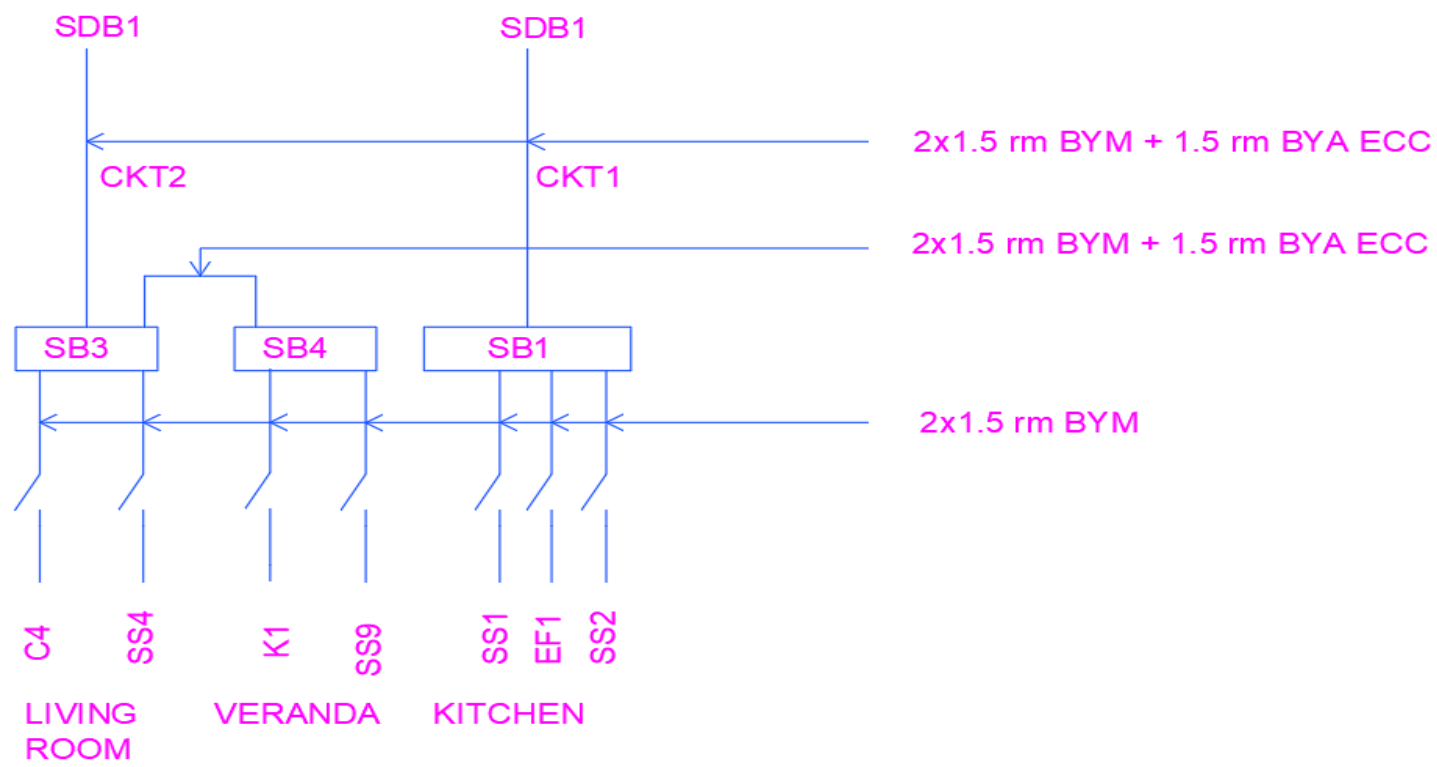 SDB1
SDB1
2x1.5 rm BYM + 1.5 rm BYA ECC
CKT2
CKT1
2x1.5 rm BYM + 1.5 rm BYA ECC
SB3
SB4
SB1
2x1.5 rm BYM
C4
SS4
K1
SS9
SS1
EF1
SS2
LIVING
ROOM
VERANDA
KITCHEN